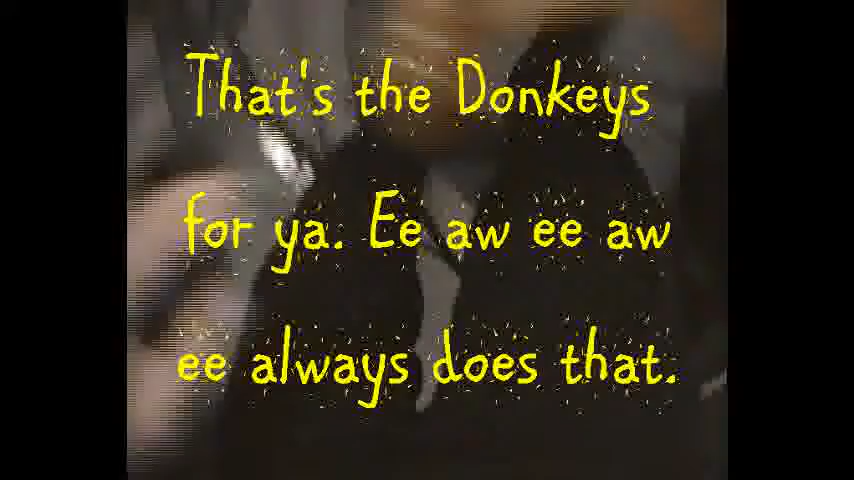 That's the Donkeys
for ya. Ee aw ee aw
ee always does that.